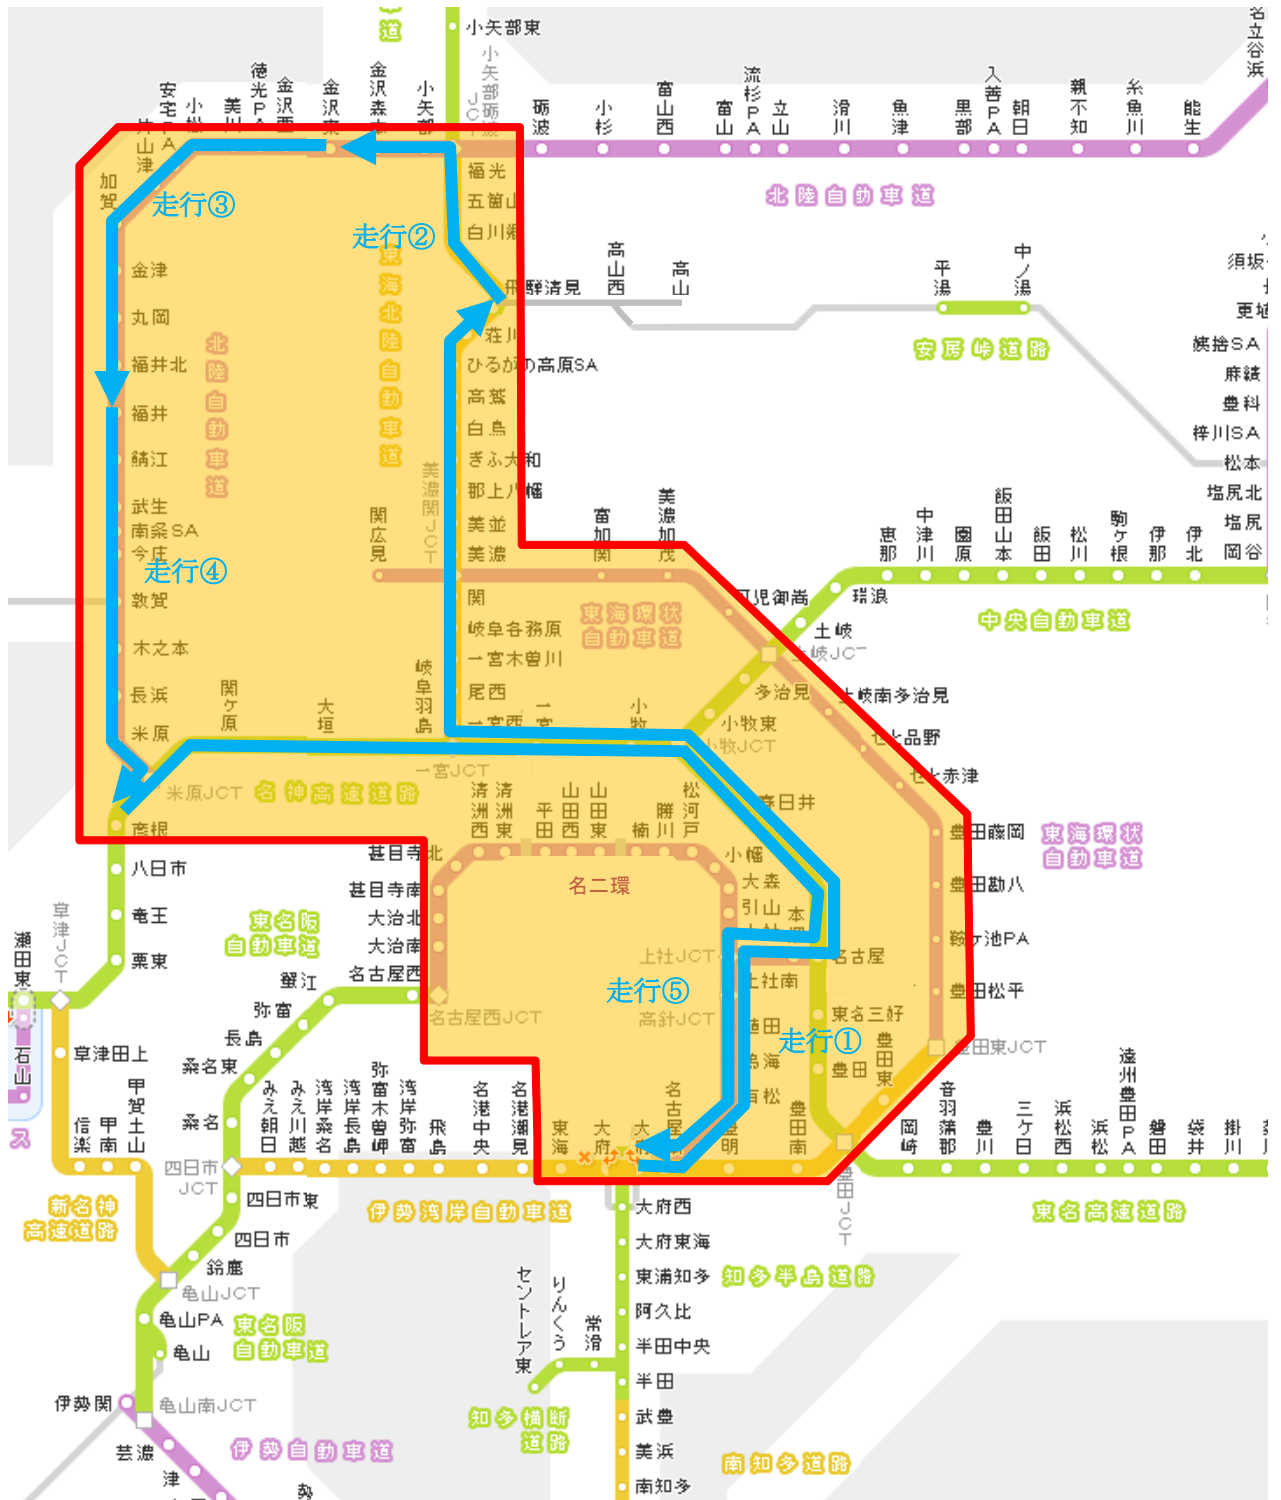 小矢部東
小矢部砺波JCT
名立谷浜
安宅PA
小松
美川
徳光PA
金沢西
金沢東
金沢森本
小矢部
砺波
小杉
富山西
富山
流杉PA
立山
滑川
魚津
黒部
入善PA
朝日
親不知
糸魚川
能生
片山津
加賀
北陸自動車道
福光
五箇山
白川郷
走行③
走行②
飛騨清見
高山西
高山
平湯
中ノ湯
安房峠道路
荘川
ひるがの高原SA
高鷲
白鳥
ぎふ大和
郡上八幡
美並
美濃
東海北陸自動車道
北陸自動車道
金津
丸岡
福井北
福井
鯖江
武生
南条SA
今庄
走行④
敦賀
木之本
長浜
米原
姨捨SA
麻績
豊科
梓川SA
松本
塩尻北
塩尻
岡谷
美濃関JCT
関広見
富加関
美濃加茂
関
岐阜各務原
一宮木曽川
尾西
一宮西
東海環状
自動車道
可児御嵩
恵那
中津川
園原
飯田山本
飯田
松川
駒ヶ根
伊那
伊北
瑞浪
中央自動車道
土岐
土岐JCT
多治見
土岐南多治見
小牧東
小牧JCT
せと品野
せと赤津
関ヶ原
大垣
岐阜羽島
一宮
小牧
一宮JCT
米原JCT
名神高速道路
彦根
八日市
竜王
栗東
草津JCT
瀬田東
石山
清洲西
清洲東
平田
山田西
山田東
楠
勝川
松河戸
春日井
小幡
大森
引山
本郷
甚目寺北
甚目寺南
大治北
大治南
名古屋西
名古屋西JCT
名二環
上社JCT
上社南
高針JCT
植田
鳴海
有松
走行⑤
走行①
名古屋
東名三好
豊田
豊田東
豊田藤岡
東海環状
自動車道
豊田勘八
鞍ヶ池PA
豊田松平
豊田東JCT
東名阪
自動車道
蟹江
弥富
長島
桑名東
桑名
草津田上
信楽
甲南
甲賀土山
新名神
高速道路
四日市
JCT
みえ朝日
みえ川越
湾岸桑名
湾岸長島
弥富木曽岬
湾岸弥富
飛島
名港中央
名港潮見
東海
大府
豊明
豊田南
豊田JCT
伊勢湾岸自動車道
音羽蒲郡
岡崎
豊川
三ケ日
浜松西
浜松
遠州豊田PA
磐田
袋井
掛川
東名高速道路
四日市東
四日市
鈴鹿
亀山JCT
亀山PA
東名阪
自動車道
亀山
伊勢関
亀山南JCT
芸濃
津
伊勢自動車道
大府西
大府東海
東浦知多
知多半島道路
阿久比
半田中央
半田
武豊
美浜
南知多
南知多道路
セントレア東
りんくう
常滑
知多横断
道路